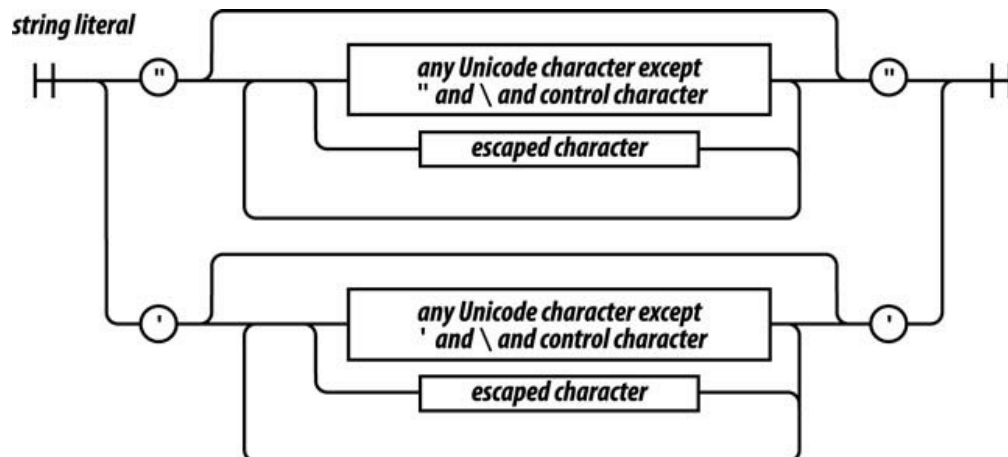 string literal
" any Unicode character except "
" and \ and control character
escaped character
' any Unicode character except '
' and \ and control character
escaped character